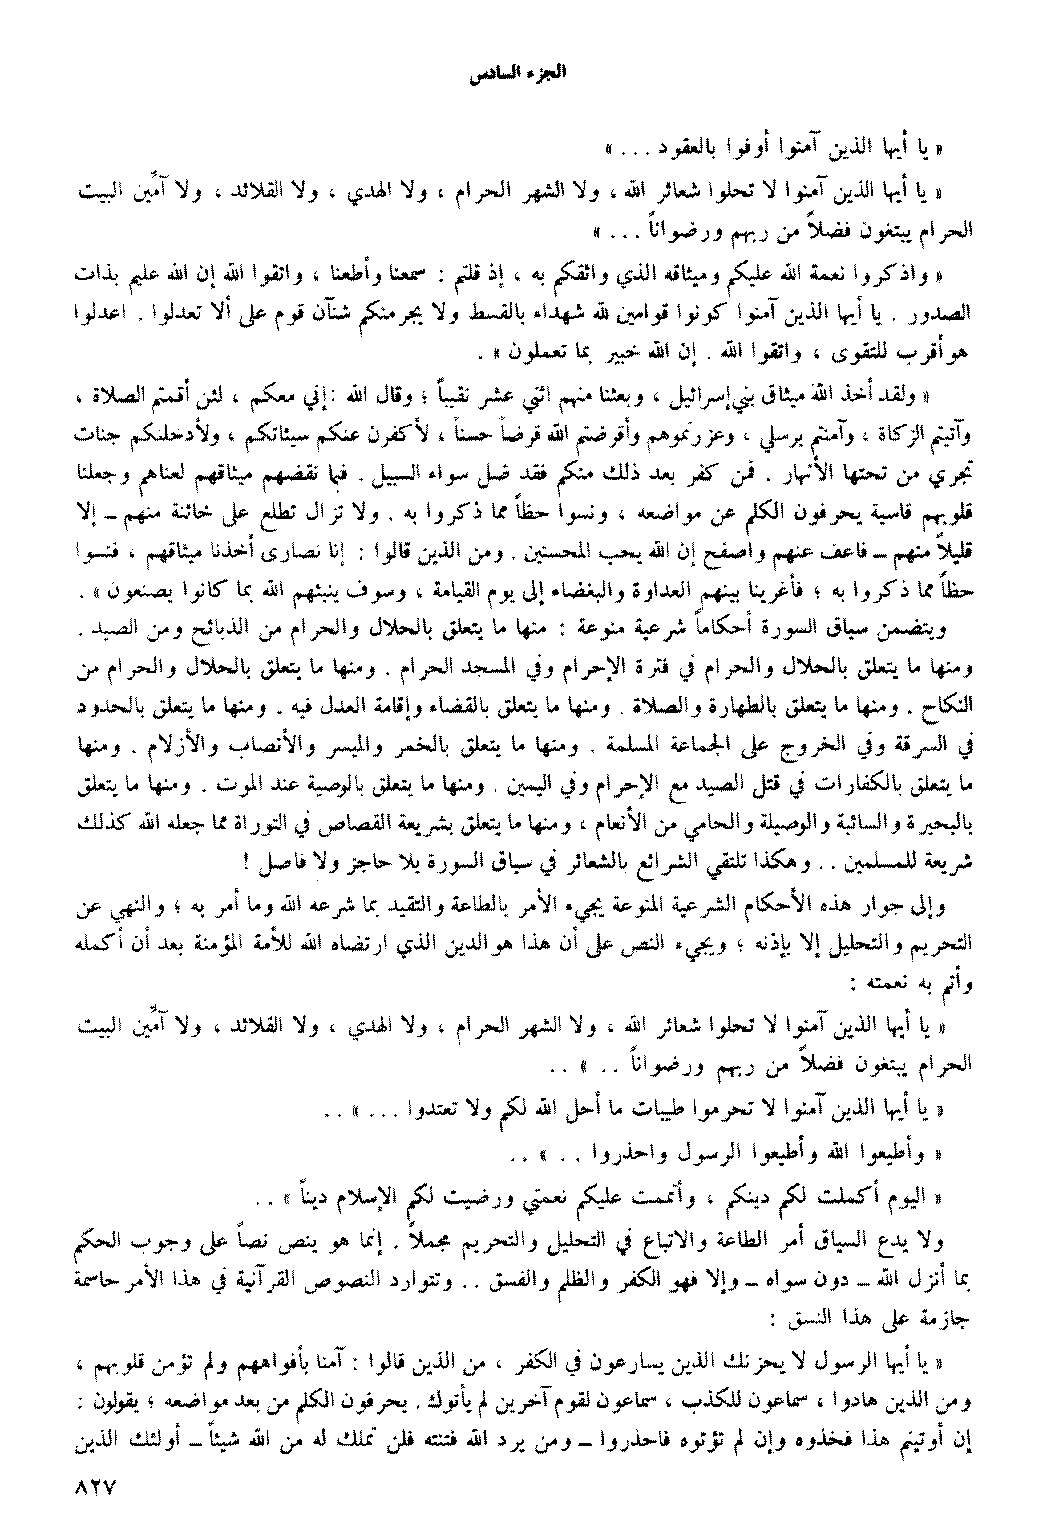 الجزء السادس
« يا أيها الذين آمنوا أوفوا بالعقود ... »
« يا أيها الذين آمنوا لا تحلوا شعائر الله ، ولا الشهر الحرام ، ولا الهدي ، ولا القلائد ، ولا آمّين البيت
الحرام يبتغون فضلاً من ربهم ورضواناً ... »
« واذكروا نعمة الله عليكم وميثاقه الذي واثقكم به ، إذ قلتم : سمعنا وأطعنا ، واتقوا الله إن الله عليم بذات
الصدور . يا أيها الذين آمنوا كونوا قوامين لله شهداء بالقسط ولا يجرمنكم شنآن قوم على ألا تعدلوا . اعدلوا
هو أقرب للتقوى ، واتقوا الله . إن الله خبير بما تعملون » .
« ولقد أخذ الله ميثاق بني إسرائيل ، وبعثنا منهم اثني عشر نقيباً ؛ وقال الله : إني معكم ، لئن أقمتم الصلاة ،
وآتيتم الزكاة ، وآمنتم برسلي ، وعزرتموهم وأقرضتم الله قرضاً حسناً ، لأكفرن عنكم سيئاتكم ، ولأدخلنكم جنات
تجري من تحتها الأنهار . فمن كفر بعد ذلك منكم فقد ضل سواء السبيل . فبما نقضهم ميثاقهم لعناهم وجعلنا
قلوبهم قاسية يحرفون الكلم عن مواضعه ، ونسوا حظاً مما ذكروا به . ولا تزال تطلع على خائنة منهم – إلا
قليلاً منهم – فاعف عنهم واصفح إن الله يحب المحسنين . ومن الذين قالوا : إنا نصارى أخذنا ميثاقهم ، فنسوا
حظاً مما ذكروا به ؛ فأغرينا بينهم العداوة والبغضاء إلى يوم القيامة ، وسوف ينبئهم الله بما كانوا يصنعون » .
ويتضمن سياق السورة أحكاماً شرعية منوعة : منها ما يتعلق بالحلال والحرام من الذبائح ومن الصيد .
ومنها ما يتعلق بالحلال والحرام في فترة الإحرام وفي المسجد الحرام . ومنها ما يتعلق بالحلال والحرام من
النكاح . ومنها ما يتعلق بالطهارة والصلاة . ومنها ما يتعلق بالقضاء وإقامة العدل فيه . ومنها ما يتعلق بالحدود
في السرقة وفي الخروج على الجماعة المسلمة . ومنها ما يتعلق بالخمر والميسر والأنصاب والأزلام . ومنها
ما يتعلق بالكفارات في قتل الصيد مع الإحرام وفي اليمين . ومنها ما يتعلق بالوصية عند الموت . ومنها ما يتعلق
بالبحيرة والسائبة والوصيلة والحامي من الأنعام ، ومنها ما يتعلق بشريعة القصاص في التوراة مما جعله الله كذلك
شريعة للمسلمين .. وهكذا تلتقي الشرائع بالشعائر في سياق السورة بلا حاجز ولا فاصل !
وإلى جوار هذه الأحكام الشرعية المنوعة يجيء الأمر بالطاعة والتقيد بما شرعه الله وما أمر به ؛ والنهي عن
التحريم والتحليل إلا بإذنه ؛ ويجيء النص على أن هذا هو الدين الذي ارتضاه الله للأمة المؤمنة بعد أن أكمله
وأتم به نعمته :
« يا أيها الذين آمنوا لا تحلوا شعائر الله ، ولا الشهر الحرام ، ولا الهدي ، ولا القلائد ، ولا آمّين البيت
الحرام يبتغون فضلاً من ربهم ورضواناً .. » ..
« يا أيها الذين آمنوا لا تحرموا طيبات ما أحل الله لكم ولا تعتدوا ... » ..
« وأطيعوا الله وأطيعوا الرسول واحذروا .. » ..
« اليوم أكملت لكم دينكم ، وأتممت عليكم نعمتي ورضيت لكم الإسلام ديناً » ..
ولا يدع السياق أمر الطاعة والاتباع في التحليل والتحريم مجملاً . إنما هو ينص نصاً على وجوب الحكم
بما أنزل الله – دون سواه – وإلا فهو الكفر والظلم والفسق .. وتتوارد النصوص القرآنية في هذا الأمر حاسمة
جازمة على هذا النسق :
« يا أيها الرسول لا يحزنك الذين يسارعون في الكفر ، من الذين قالوا : آمنا بأفواههم ولم تؤمن قلوبهم ،
ومن الذين هادوا ، سماعون للكذب ، سماعون لقوم آخرين لم يأتوك . يحرفون الكلم من بعد مواضعه ؛ يقولون :
إن أوتيتم هذا فخذوه وإن لم تؤتوه فاحذروا – ومن يرد الله فتنته فلن تملك له من الله شيئاً – أولئك الذين
٨٢٧